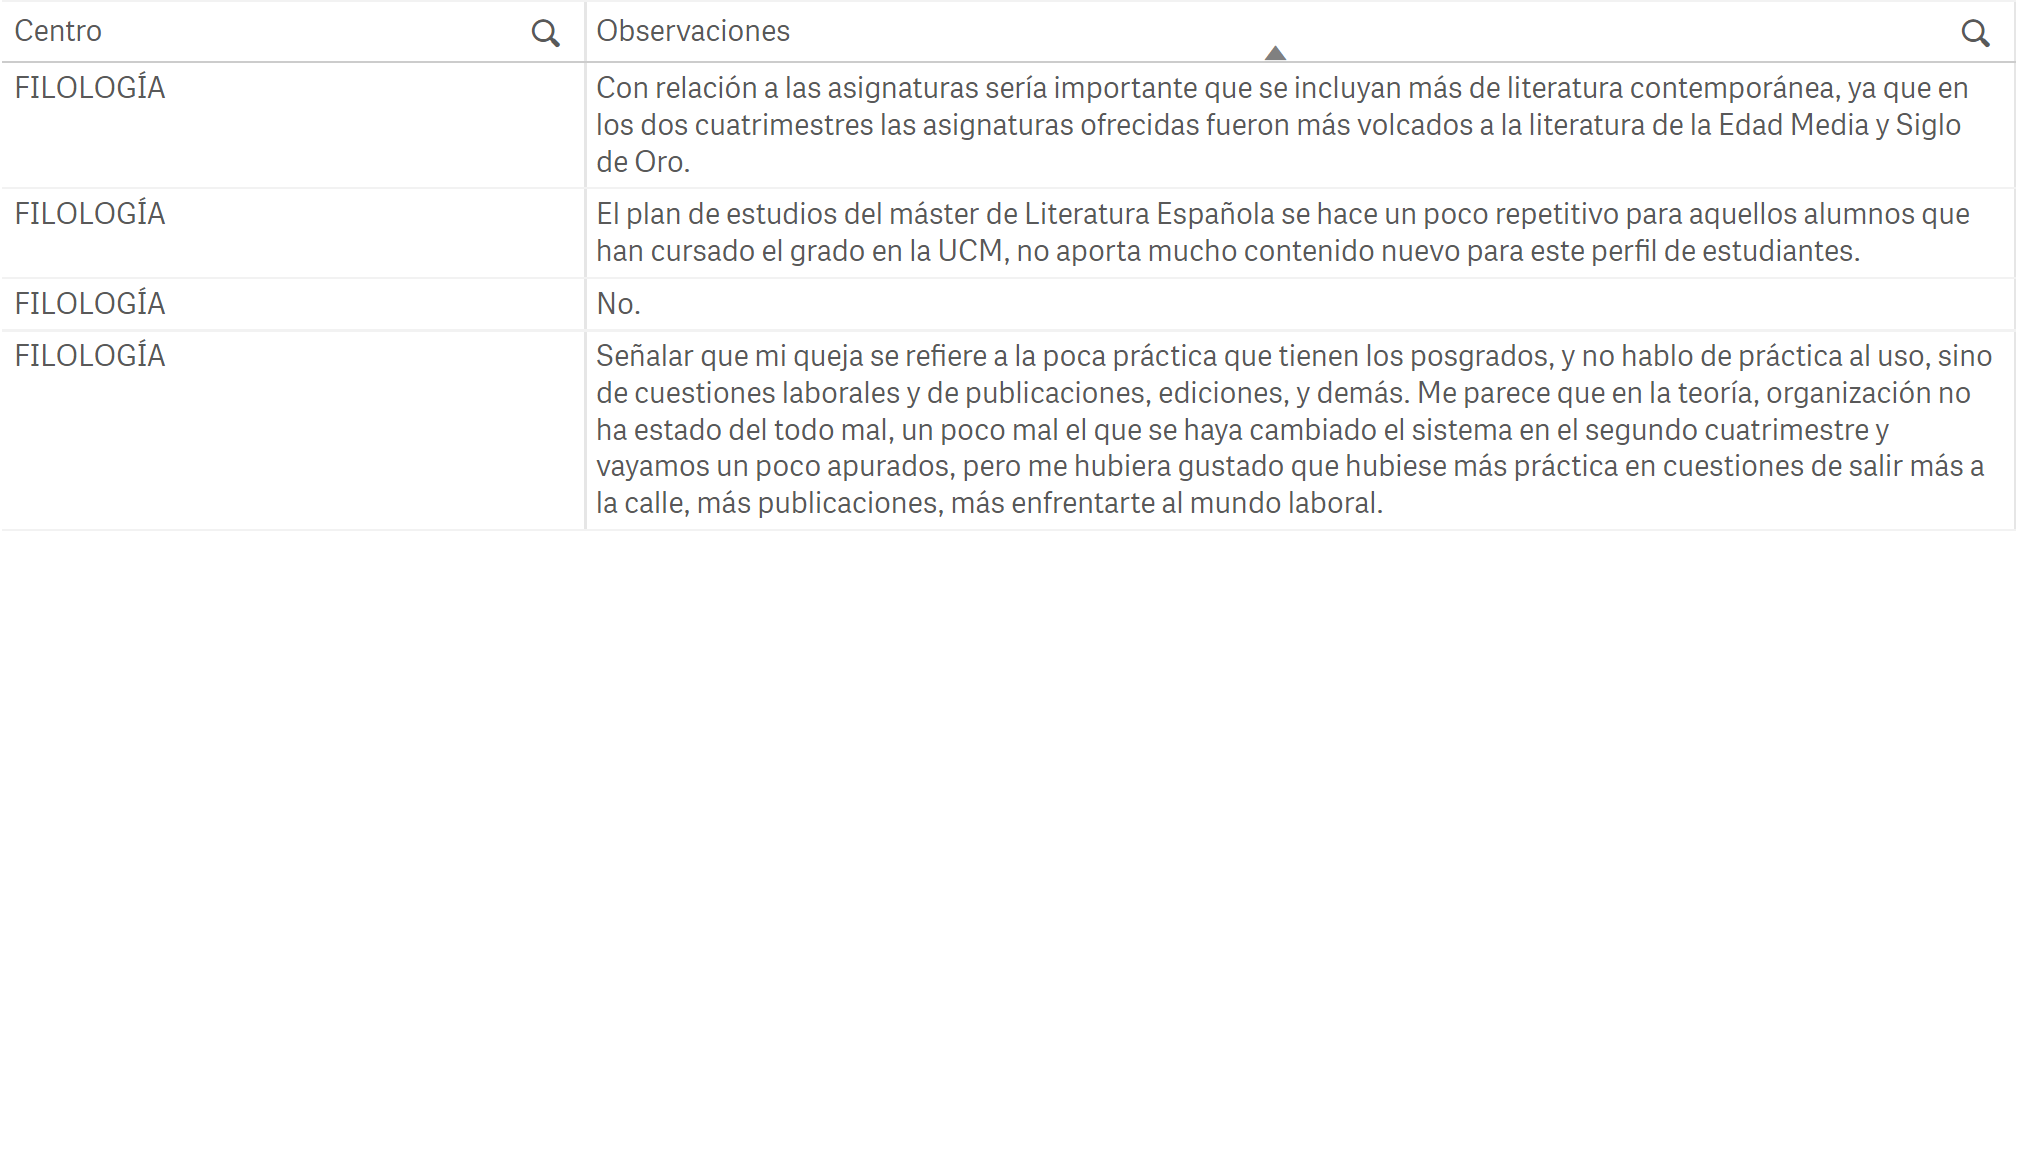 Centro
Observaciones
FILOLOGÍA
Con relación a las asignaturas sería importante que se incluyan más de literatura contemporánea, ya que en
los dos cuatrimestres las asignaturas ofrecidas fueron más volcados a la literatura de la Edad Media y Siglo
de Oro.
FILOLOGÍA
El plan de estudios del máster de Literatura Española se hace un poco repetitivo para aquellos alumnos que
han cursado el grado en la UCM, no aporta mucho contenido nuevo para este perfil de estudiantes.
FILOLOGÍA
No.
FILOLOGÍA
Señalar que mi queja se refiere a la poca práctica que tienen los posgrados, y no hablo de práctica al uso, sino
de cuestiones laborales y de publicaciones, ediciones, y demás. Me parece que en la teoría, organización no
ha estado del todo mal, un poco mal el que se haya cambiado el sistema en el segundo cuatrimestre y
vayamos un poco apurados, pero me hubiera gustado que hubiese más práctica en cuestiones de salir más a
la calle, más publicaciones, más enfrentarte al mundo laboral.